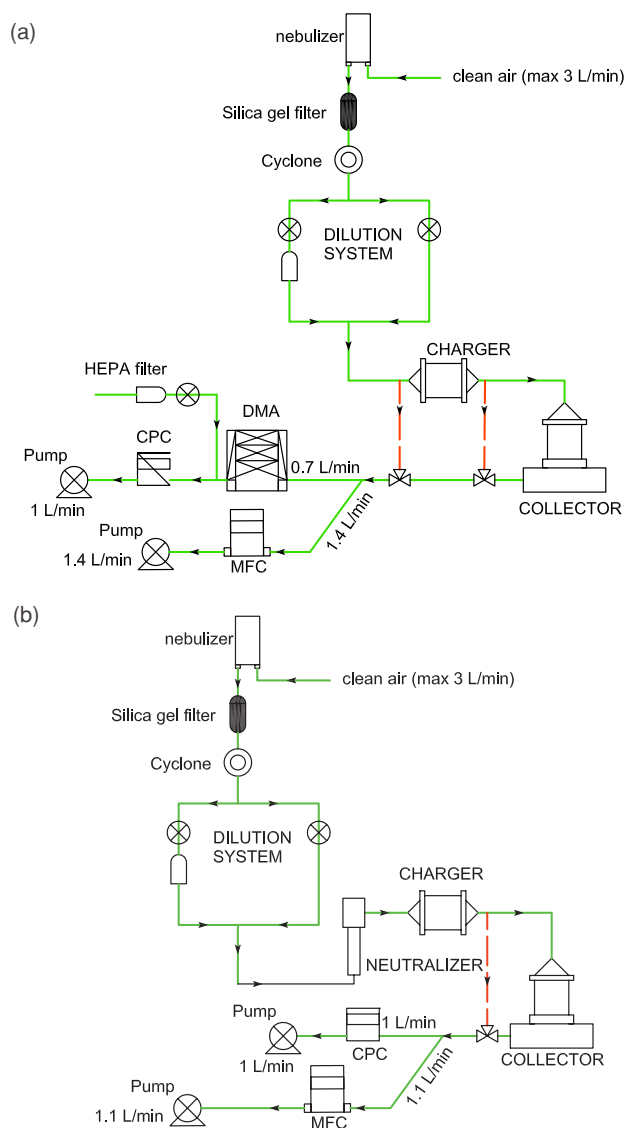 (a)
nebulizer
clean air (max 3 L/min)
Silica gel filter
Cyclone
DILUTION
SYSTEM
CHARGER
HEPA filter
DMA
CPC
Pump
0.7 L/min
1 L/min
COLLECTOR
Pump
1.4 L/min
1.4 L/min
MFC
(b)
nebulizer
clean air (max 3 L/min)
Silica gel filter
Cyclone
DILUTION
SYSTEM
CHARGER
NEUTRALIZER
Pump
1 L/min
1 L/min
CPC
COLLECTOR
1.1 L/min
Pump
1.1 L/min
MFC